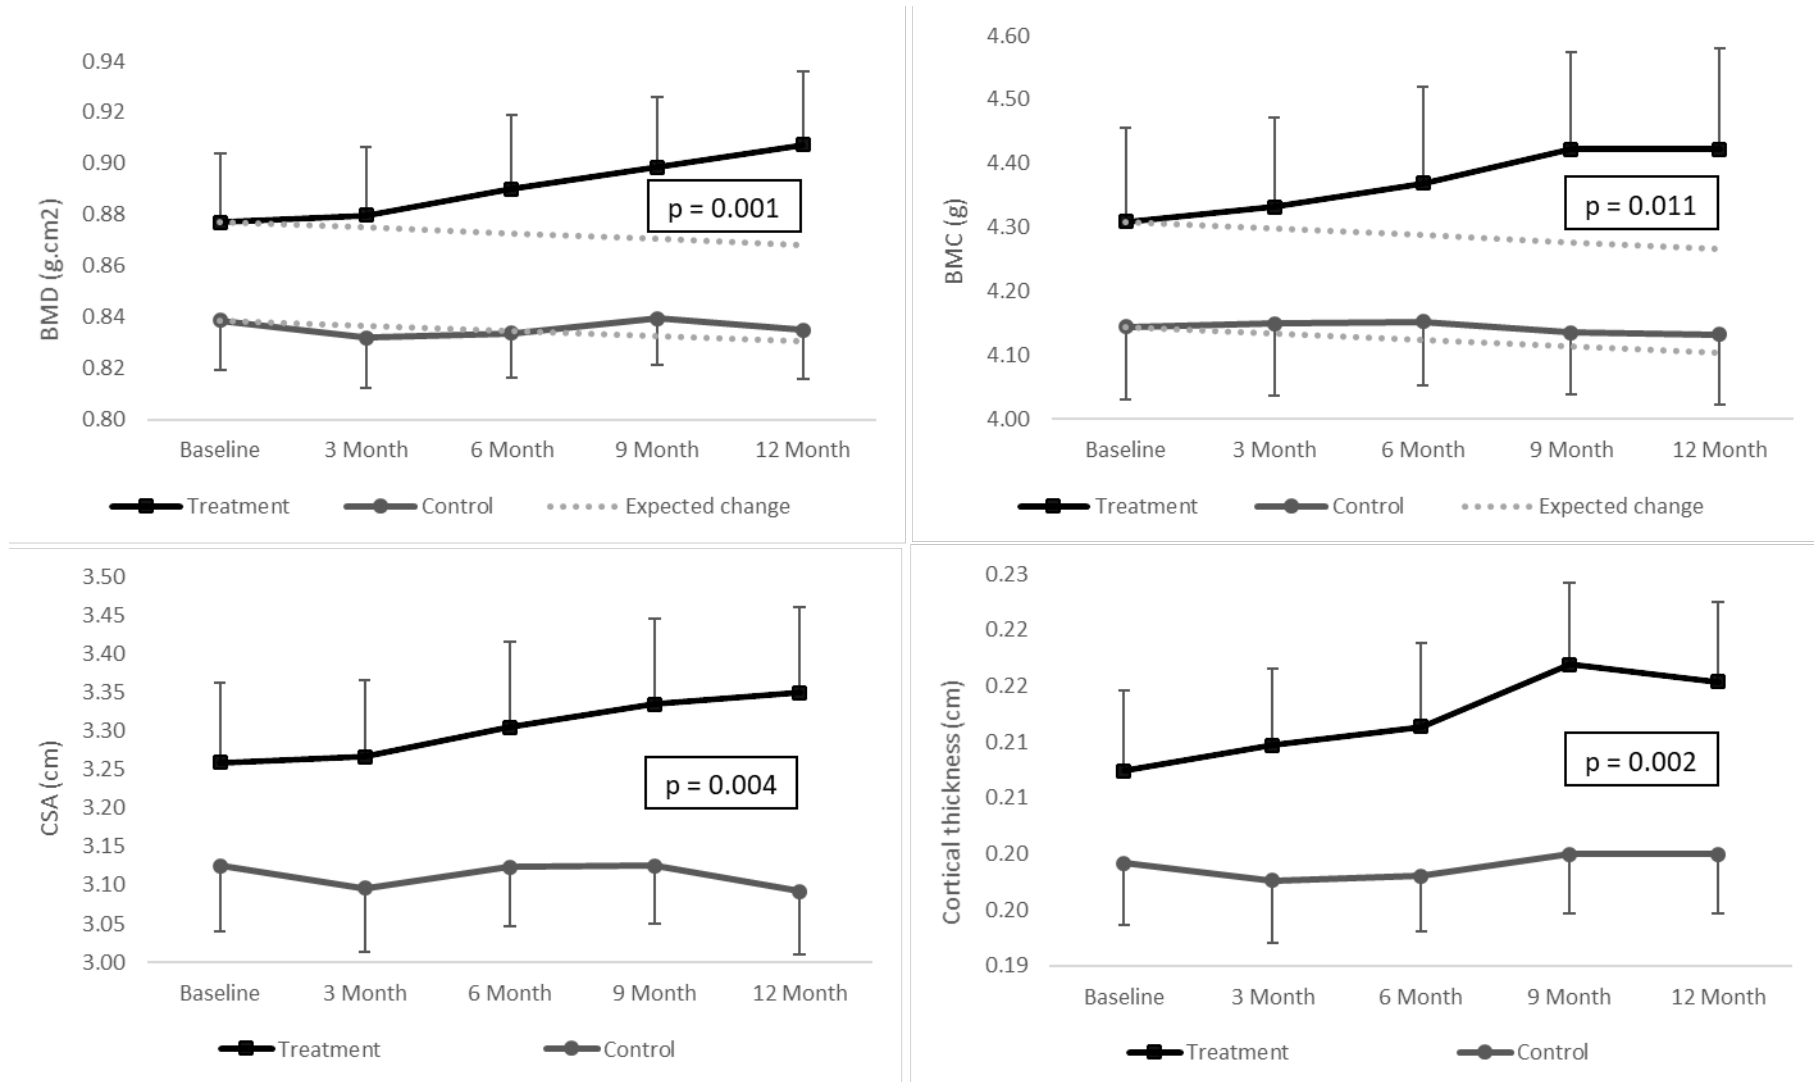 0.94
0.92
0.90
0.88
0.86
0.84
0.82
0.80
BMD (g.cm2)
p = 0.001
Baseline 3 Month 6 Month 9 Month 12 Month
Treatment Control Expected change
4.60
4.50
4.40
4.30
4.20
4.10
4.00
BMC (g)
p = 0.011
Baseline 3 Month 6 Month 9 Month 12 Month
Treatment Control Expected change
3.50
3.45
3.40
3.35
3.30
3.25
3.20
3.15
3.10
3.05
3.00
CSA (cm)
p = 0.004
Baseline 3 Month 6 Month 9 Month 12 Month
Treatment Control
0.23
0.22
0.22
0.21
0.21
0.20
0.20
0.19
Cortical thickness (cm)
p = 0.002
Baseline 3 Month 6 Month 9 Month 12 Month
Treatment Control